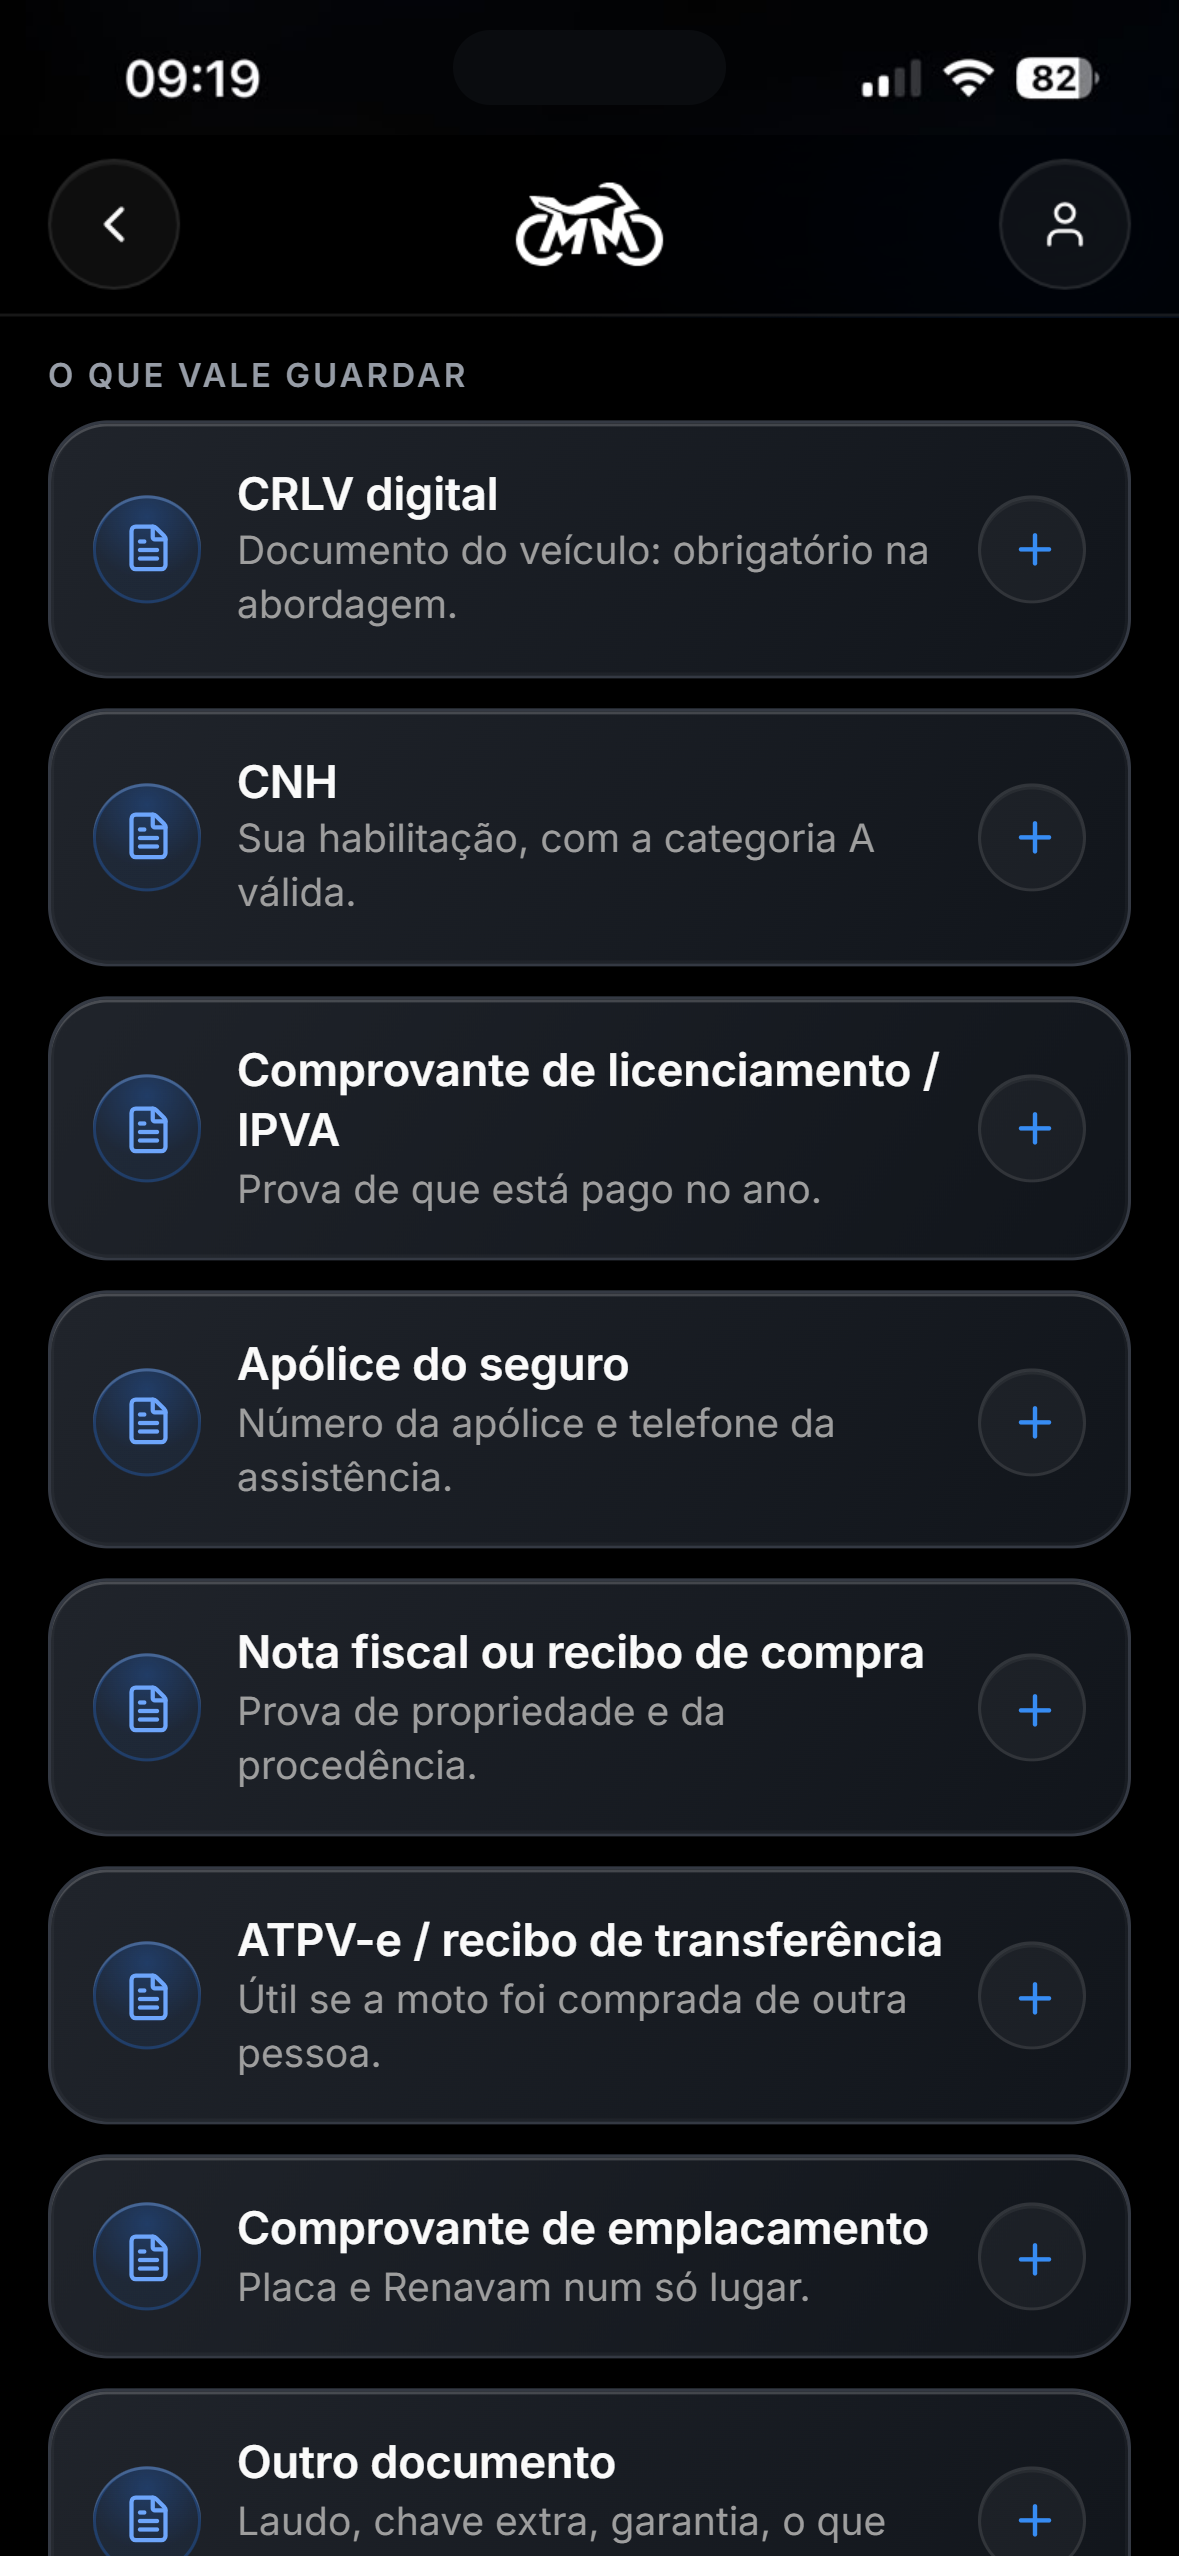 09:19
82
MM
O QUE VALE GUARDAR
CRLV digital
Documento do veículo: obrigatório na
abordagem.
CNH
Sua habilitação, com a categoria A
válida.
Comprovante de licenciamento /
IPVA
Prova de que está pago no ano.
Apólice do seguro
Número da apólice e telefone da
assistência.
Nota fiscal ou recibo de compra
Prova de propriedade e da
procedência.
ATPV-e / recibo de transferência
Útil se a moto foi comprada de outra
pessoa.
Comprovante de emplacamento
Placa e Renavam num só lugar.
Outro documento
Laudo, chave extra, garantia, o que